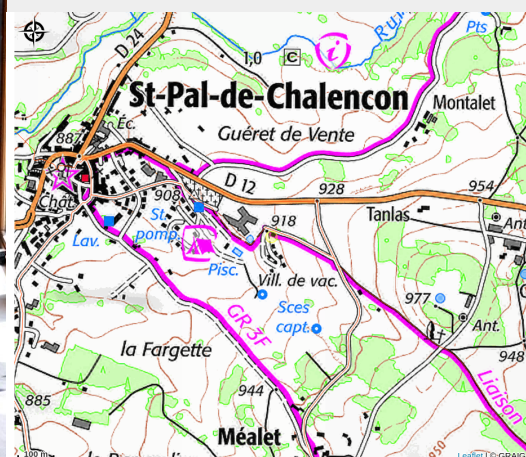 Pts
D 24
1,0
C
i
St-Pal-de-Chalencon
Montalet
Éc.
887
Guéret de Vente
D 12
908
928
954
Chât.
St.
pomp.
918
Tanlas
Ant.
Lav.
Pisc.
Vill. de vac.
977
Sces
capt.
Ant.
GR 3F
la Fargette
948
Liaison
944
885
Méalet
950
100 m
Leaflet | © GRAIG